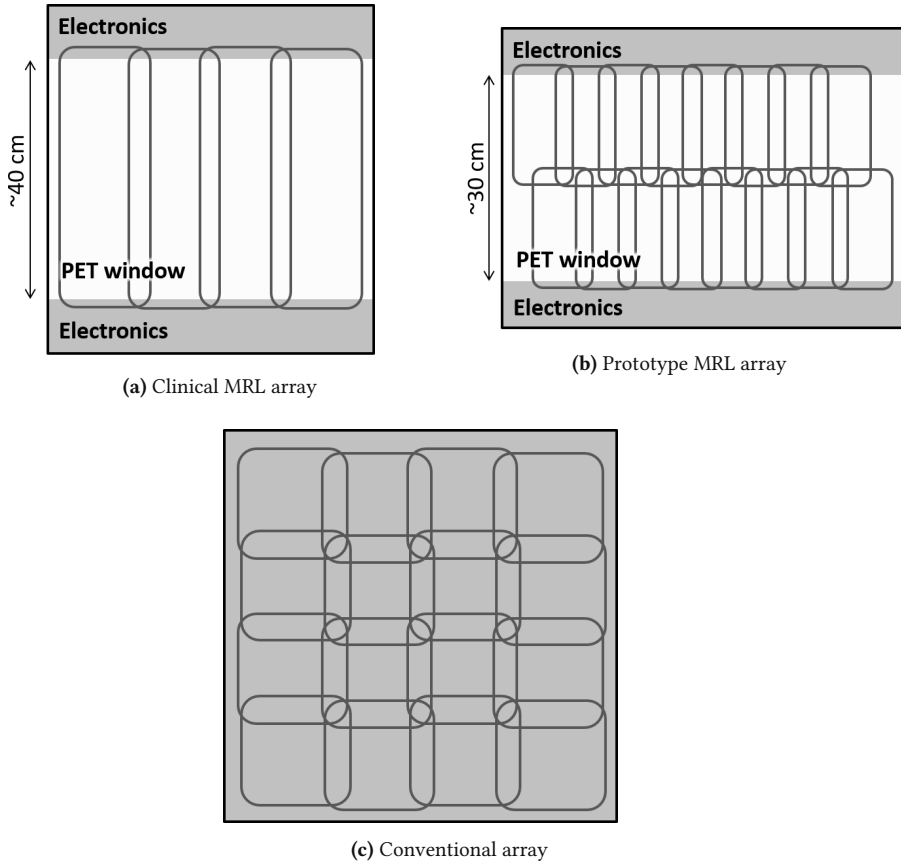 Electronics
~40 cm
PET window
Electronics
(a) Clinical MRL array
Electronics
~30 cm
PET window
Electronics
(b) Prototype MRL array
(c) Conventional array